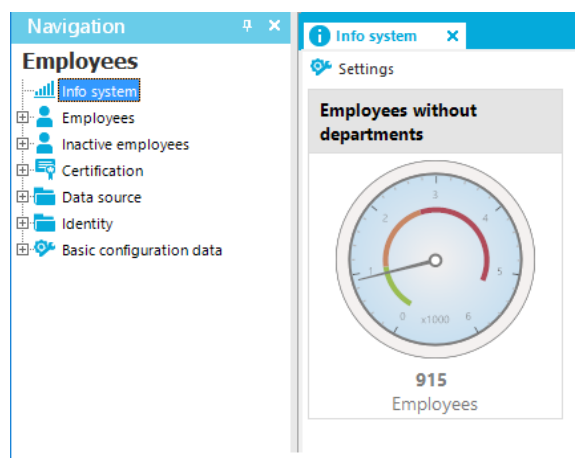 Navigation
Employees
Info system
Employees
Inactive employees
Certification
Data source
Identity
Basic configuration data
Info system
Settings
Employees without
departments
0
1
2
3
4
5
6
x1000
915
Employees